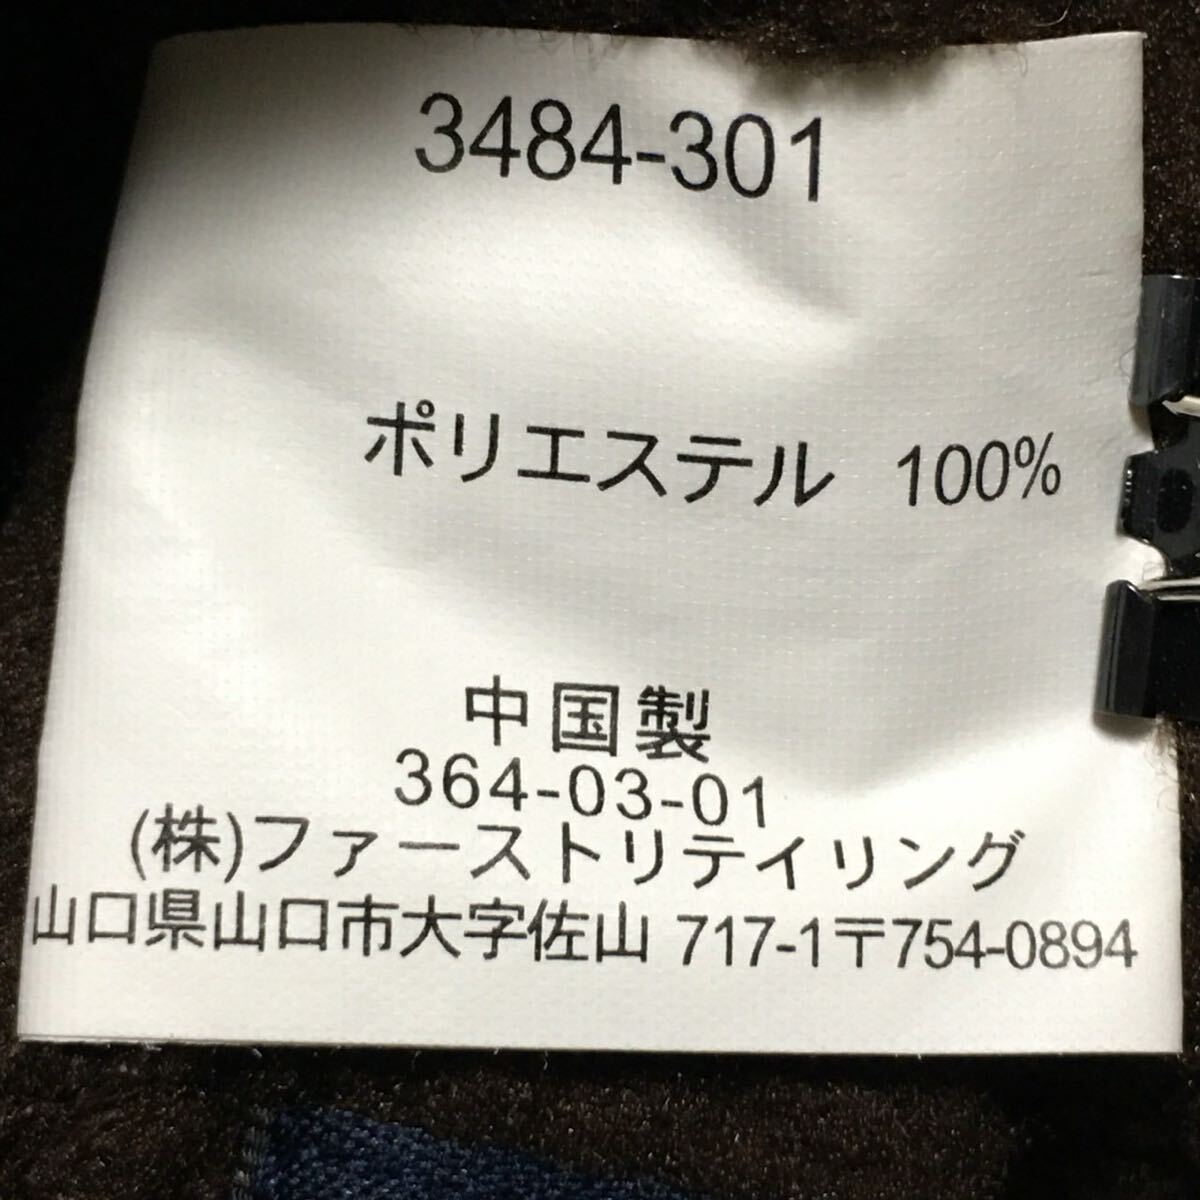 3484-301
ポリエステル 100%
中国製
364-03-01
(株)ファーストリテイリング
山口県山口市大字佐山 717-1〒754-0894